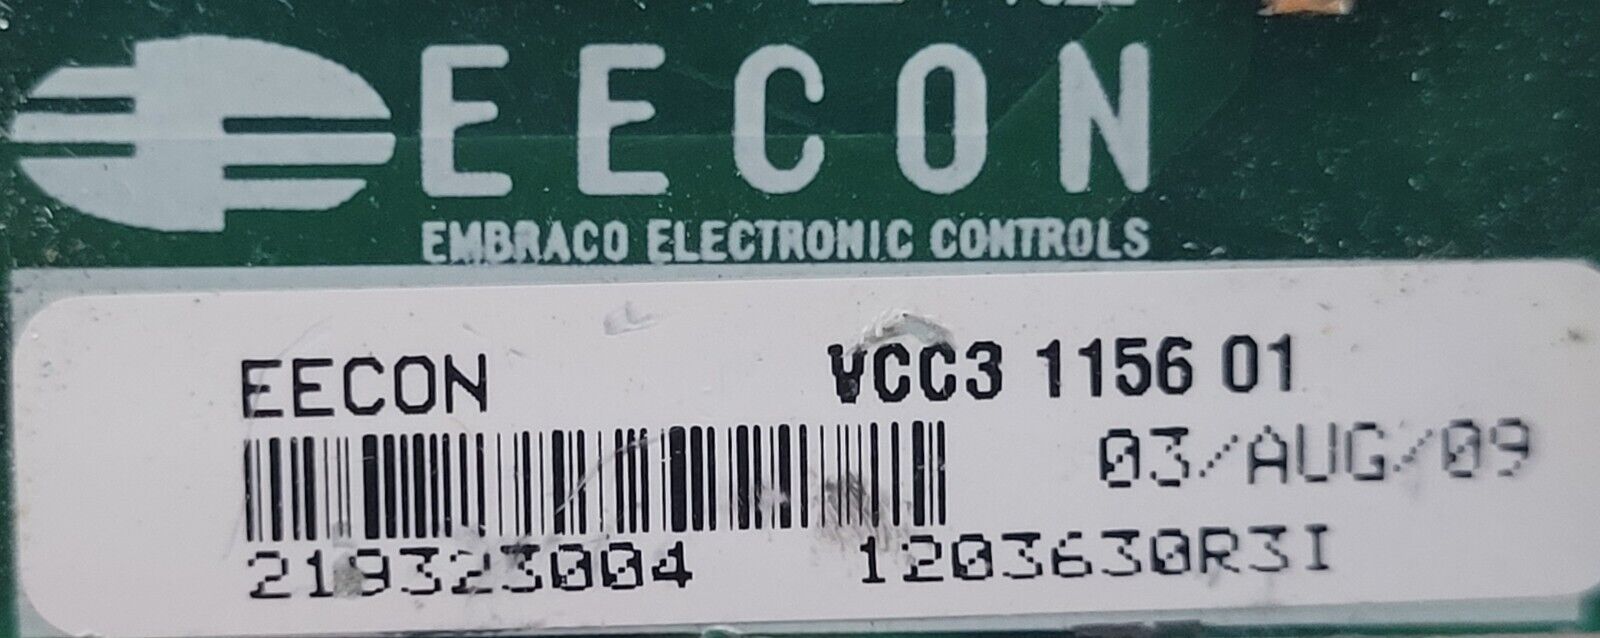 EECON
EMBRACO ELECTRONIC CONTROLS
EECON VCC3 1156 01
03/AUG/09
219323004 1203630R3I